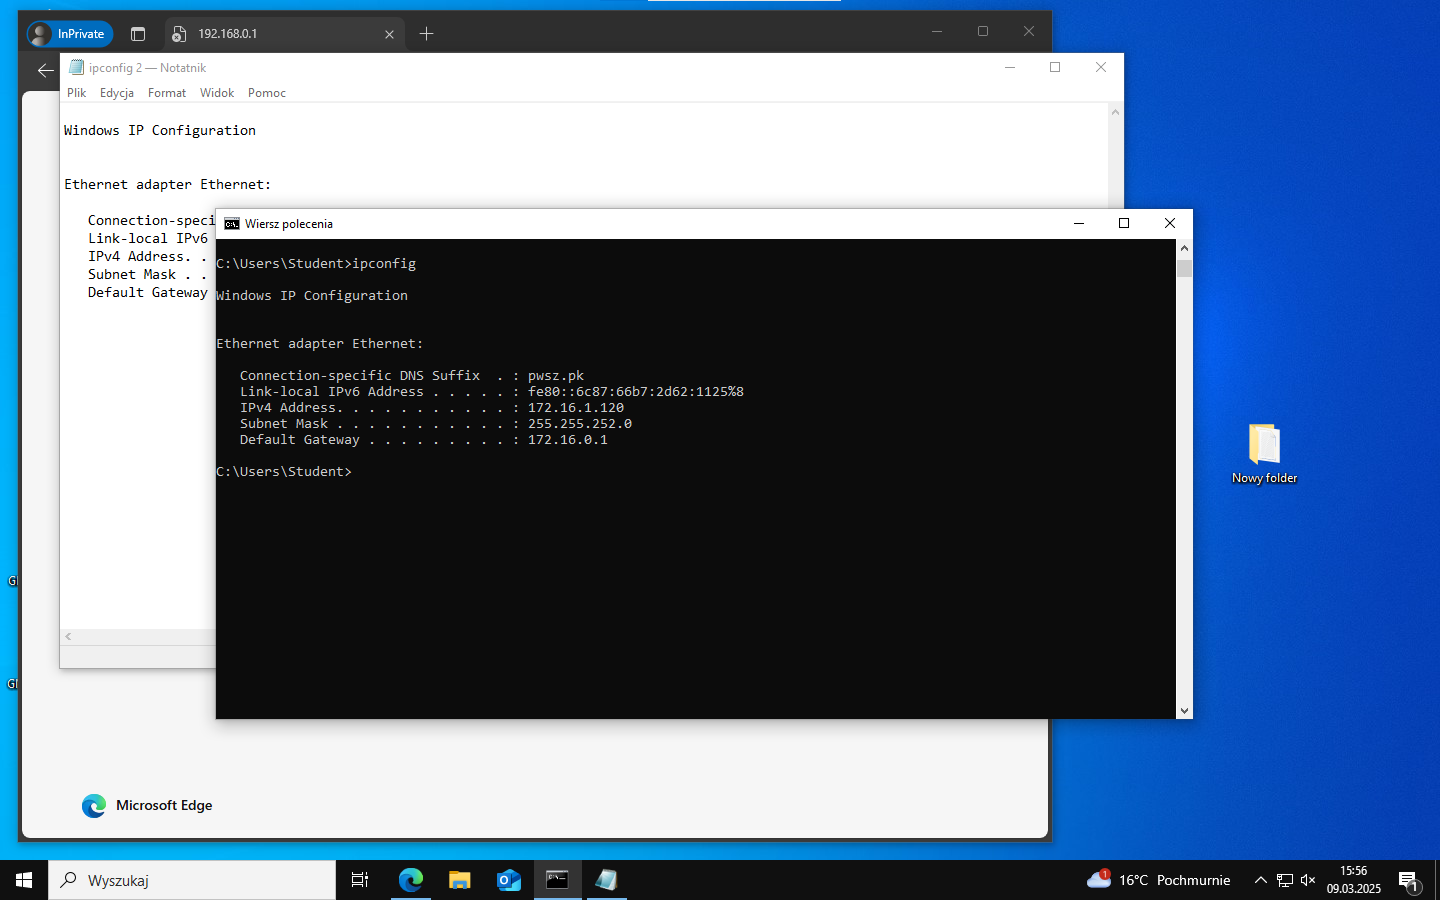 InPrivate
192.168.0.1
ipconfig 2 — Notatnik
Plik Edycja Format Widok Pomoc
Windows IP Configuration
Ethernet adapter Ethernet:
Connection-speci
Link-local IPv6
IPv4 Address. .
Subnet Mask . .
Default Gateway
Wiersz polecenia
C:\Users\Student>ipconfig
Windows IP Configuration
Ethernet adapter Ethernet:
Connection-specific DNS Suffix  . : pwsz.pk
Link-local IPv6 Address . . . . . : fe80::6c87:66b7:2d62:1125%8
IPv4 Address. . . . . . . . . . . : 172.16.1.120
Subnet Mask . . . . . . . . . . . : 255.255.252.0
Default Gateway . . . . . . . . . : 172.16.0.1
C:\Users\Student>
Nowy folder
Microsoft Edge
Wyszukaj
1
16°C Pochmurnie
15:56
09.03.2025
1